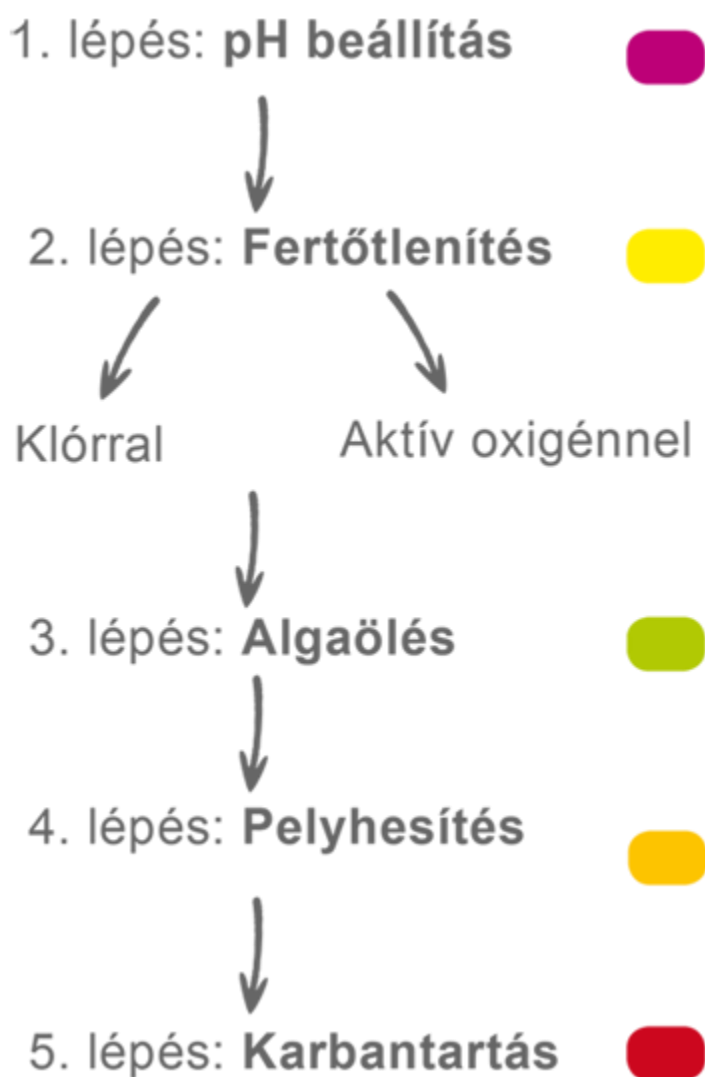 1. lépés: pH beállítás
2. lépés: Fertőtlenítés
Klórral
Aktív oxigénnel
3. lépés: Algaölés
4. lépés: Pelyhesítés
5. lépés: Karbantartás